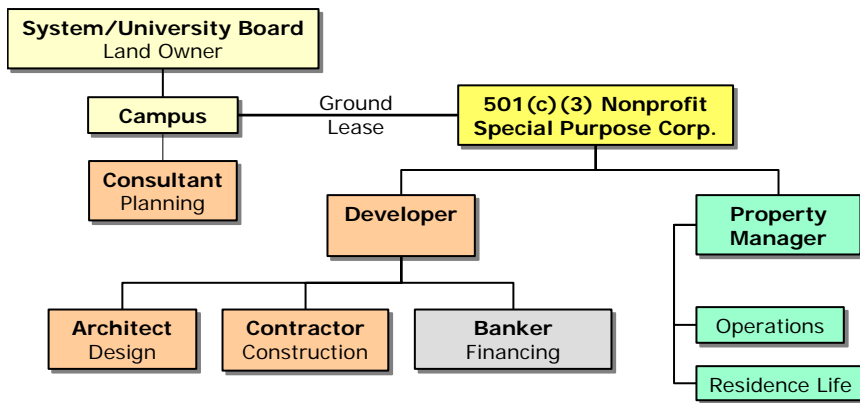 System/University Board
Land Owner
Campus
Ground
Lease
501(c)(3) Nonprofit
Special Purpose Corp.
Consultant
Planning
Developer
Property
Manager
Architect
Design
Contractor
Construction
Banker
Financing
Operations
Residence Life